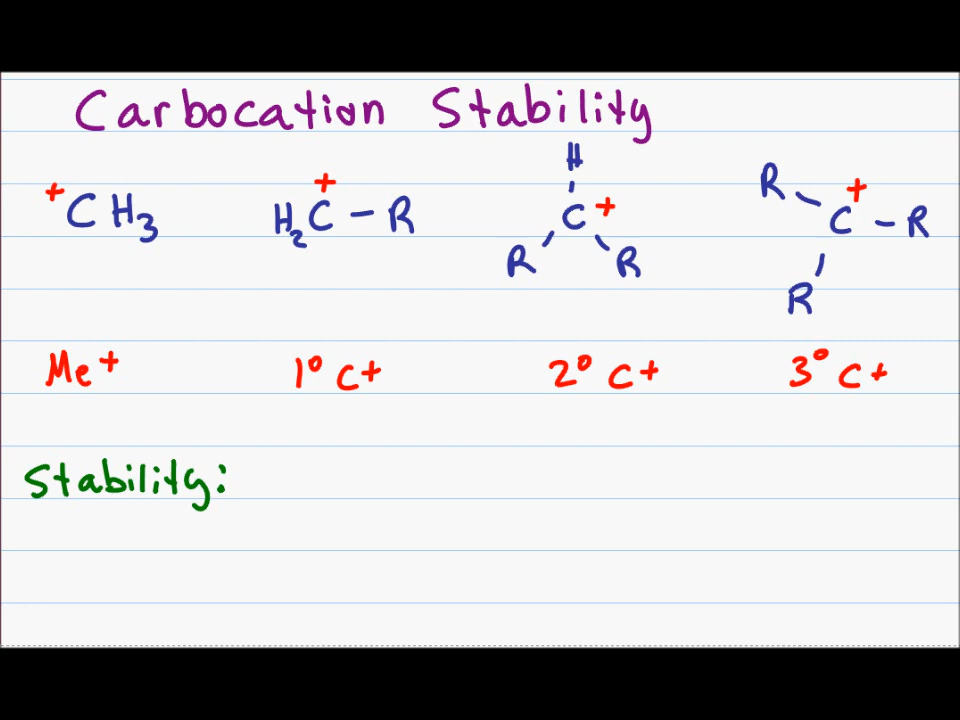 Carbocation Stability
H
+CH3 H2C+ - R C+ R - C+ - R
R R R
Me+ 1° C+ 2° C+ 3° C+
Stability: